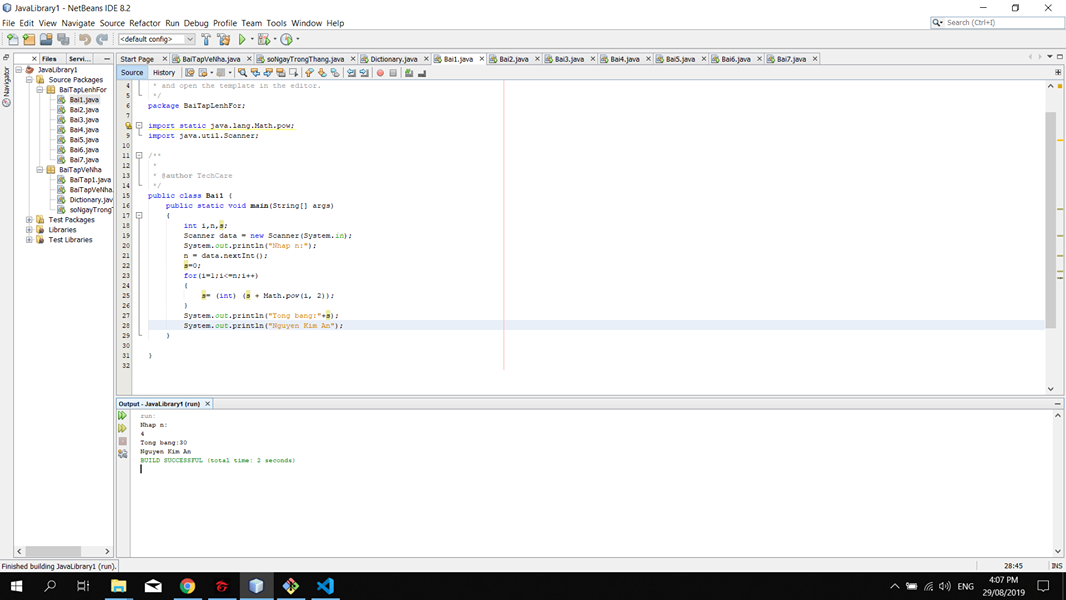 JavaLibrary1 - NetBeans IDE 8.2
File Edit View Navigate Source Refactor Run Debug Profile Team Tools Window Help
Search (Ctrl+I)
<default config>
Files Servi...
Start Page BaiTapVeNha.java soNgayTrongThang.java Dictionary.java Bai1.java Bai2.java Bai3.java Bai4.java Bai5.java Bai6.java Bai7.java
Navigator
Source History
JavaLibrary1
Source Packages
BaiTapLenhFor
Bai1.java
Bai2.java
Bai3.java
Bai4.java
Bai5.java
Bai6.java
Bai7.java
BaiTapVeNha
BaiTap1.java
BaiTapVeNha.
Dictionary.jav
soNgayTrongT
Test Packages
Libraries
Test Libraries
4 * and open the template in the editor.
5 */
6 package BaiTapLenhFor;
7
import static java.lang.Math.pow;
9 import java.util.Scanner;
10
11 /**
12 *
13 * @author TechCare
14 */
15 public class Bai1 {
16 public static void main(String[] args)
17 {
18 int i,n,s;
19 Scanner data = new Scanner(System.in);
20 System.out.println("Nhap n:");
21 n = data.nextInt();
22 s=0;
23 for(i=1;i<=n;i++)
24 {
25 s= (int) (s + Math.pow(i, 2));
26 }
27 System.out.println("Tong bang:"+s);
28 System.out.println("Nguyen Kim An");
29 }
30
31 }
32
Output - JavaLibrary1 (run)
run:
Nhap n:
4
Tong bang:30
Nguyen Kim An
BUILD SUCCESSFUL (total time: 2 seconds)
Finished building JavaLibrary1 (run).
28:45 INS
ENG
4:07 PM
29/08/2019